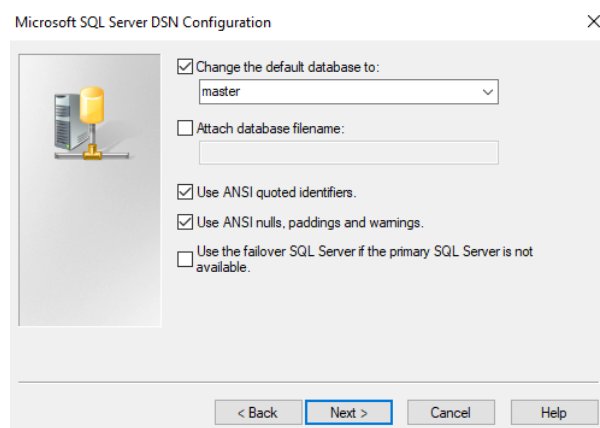 Microsoft SQL Server DSN Configuration
Change the default database to:
master
Attach database filename:
Use ANSI quoted identifiers.
Use ANSI nulls, paddings and warnings.
Use the failover SQL Server if the primary SQL Server is not
available.
< Back Next > Cancel Help